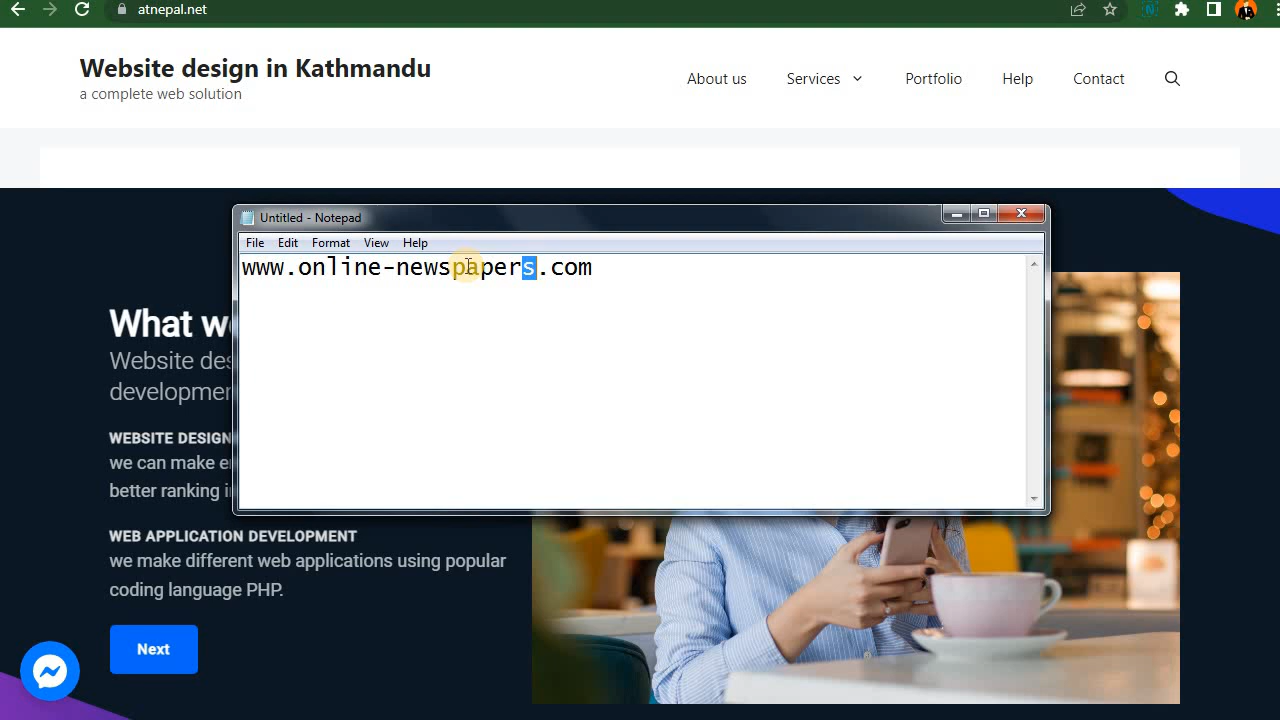 atnepal.net
Website design in Kathmandu
a complete web solution
About us
Services
Portfolio
Help
Contact
Untitled - Notepad
File Edit Format View Help
www.online-newspapers.com
What w
Website des
developmen
WEBSITE DESIGN
we can make e
better ranking i
WEB APPLICATION DEVELOPMENT
we make different web applications using popular
coding language PHP.
Next